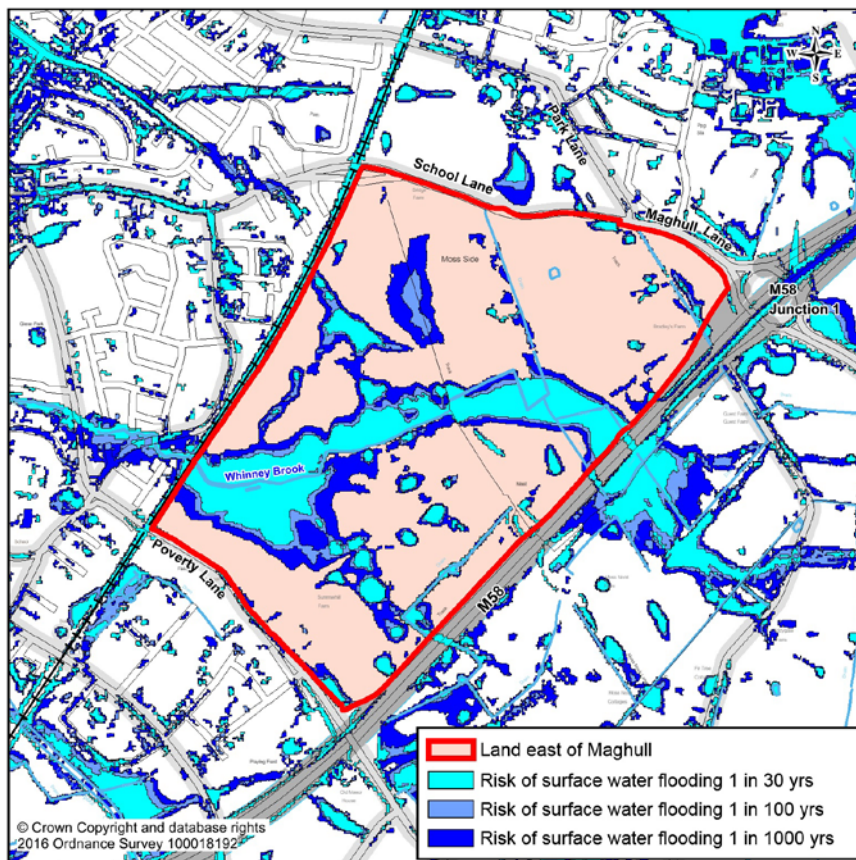 N
W E
S
Park Lane
School Lane
Maghull Lane
Moss Side
M58
Junction 1
Whinney Brook
Poverty Lane
M58
Land east of Maghull
Risk of surface water flooding 1 in 30 yrs
Risk of surface water flooding 1 in 100 yrs
Risk of surface water flooding 1 in 1000 yrs
© Crown Copyright and database rights
2016 Ordnance Survey 100018192